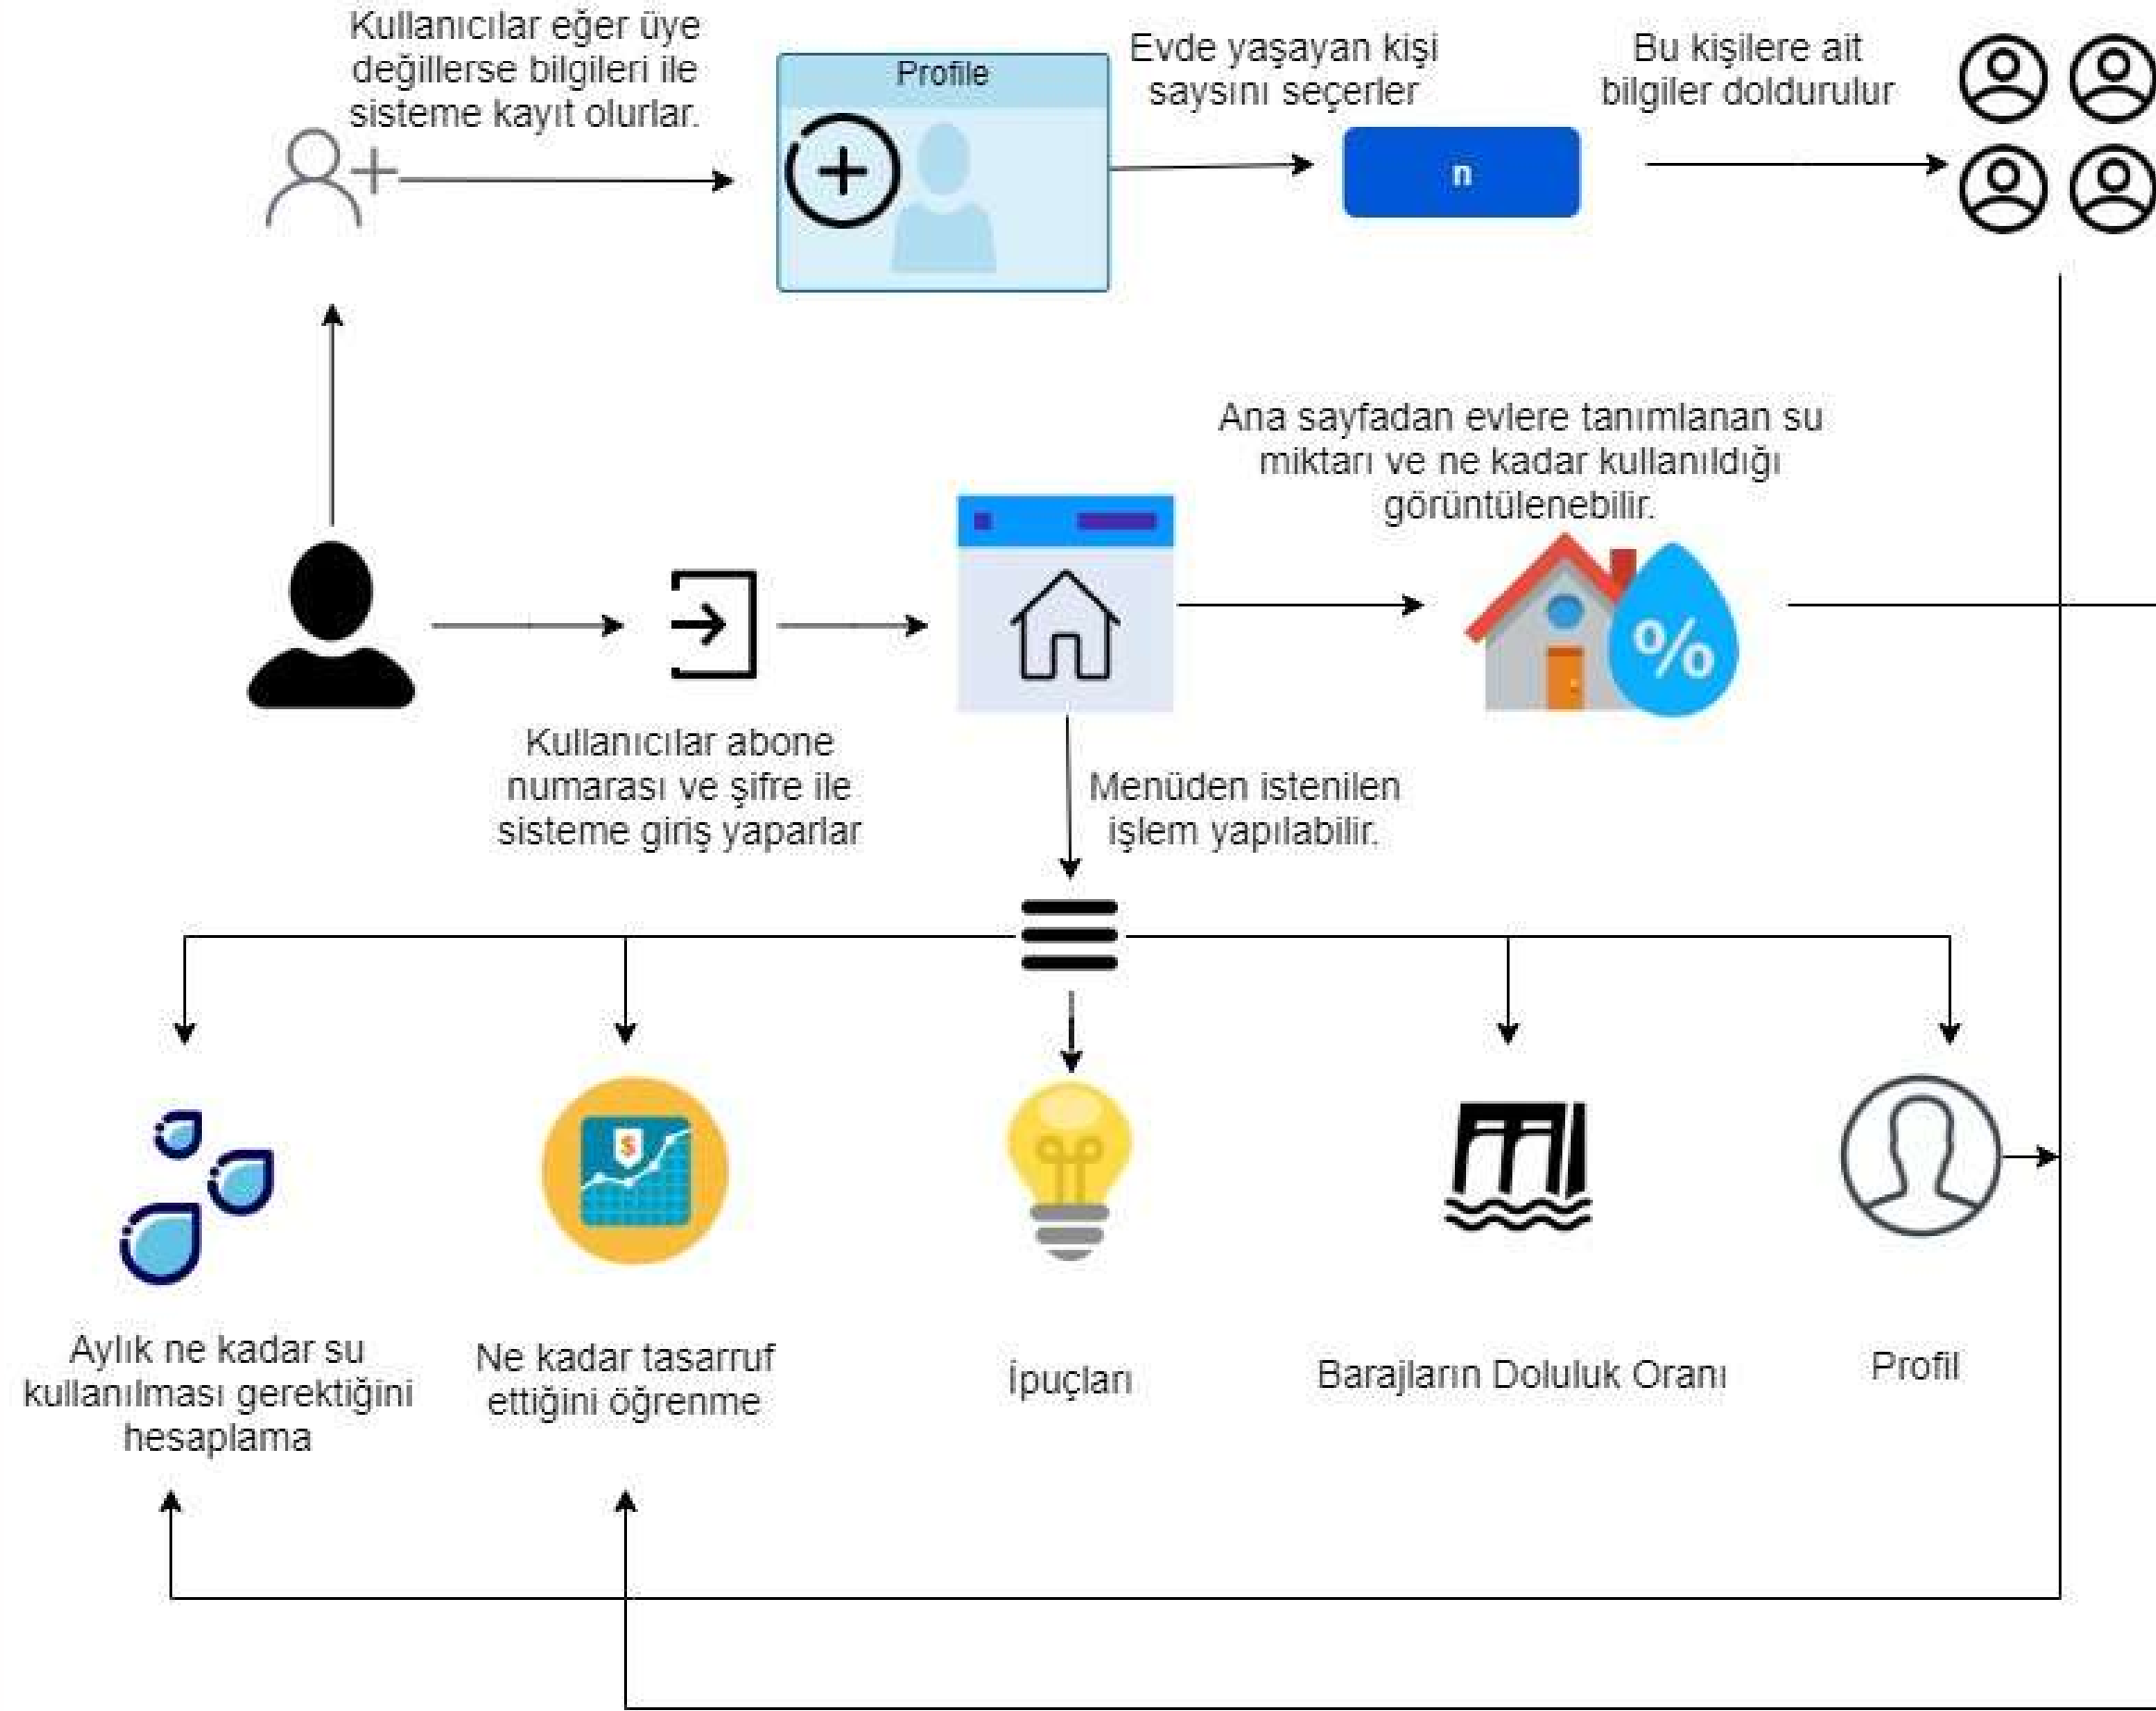 Kullanıcılar eğer üye
değillerse bilgileri ile
sisteme kayıt olurlar.
Profile
Evde yaşayan kişi
saysını seçerler
n
Bu kişilere ait
bilgiler doldurulur
Ana sayfadan evlere tanımlanan su
miktarı ve ne kadar kullanıldığı
görüntülenebilir.
%
Kullanıcılar abone
numarası ve şifre ile
sisteme giriş yaparlar
Menüden istenilen
işlem yapılabilir.
$
Aylık ne kadar su
kullanılması gerektiğini
hesaplama
Ne kadar tasarruf
ettiğini öğrenme
İpuçları
Barajların Doluluk Oranı
Profil